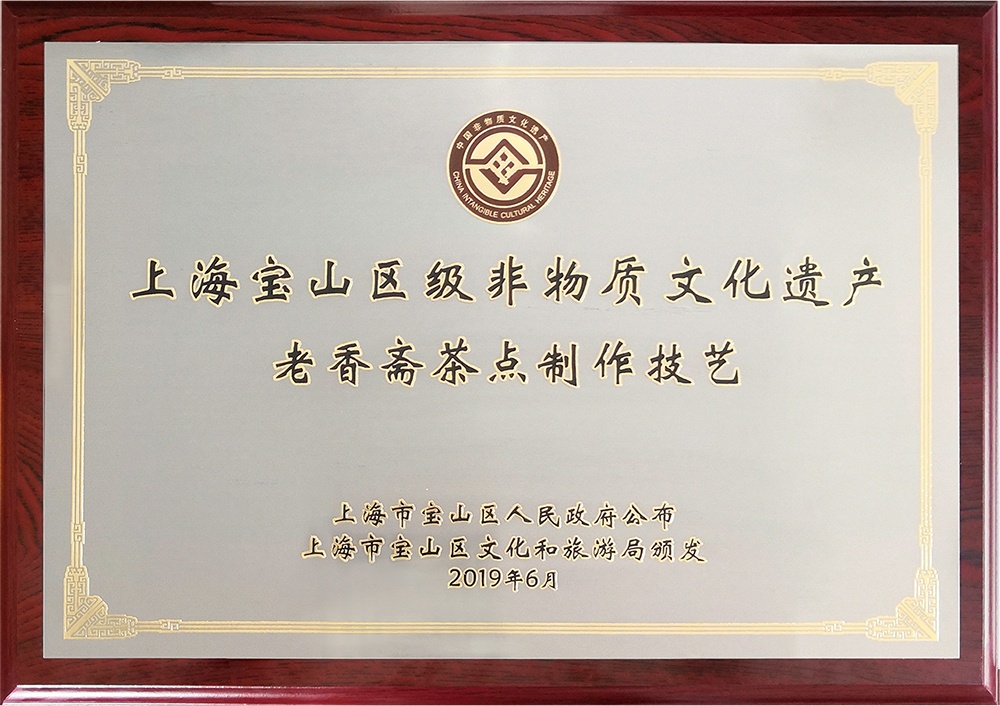 中国非物质文化遗产
CHINA INTANGIBLE CULTURAL HERITAGE
上海宝山区级非物质文化遗产
老香斋茶点制作技艺
上海市宝山区人民政府公布
上海市宝山区文化和旅游局颁发
2019年6月